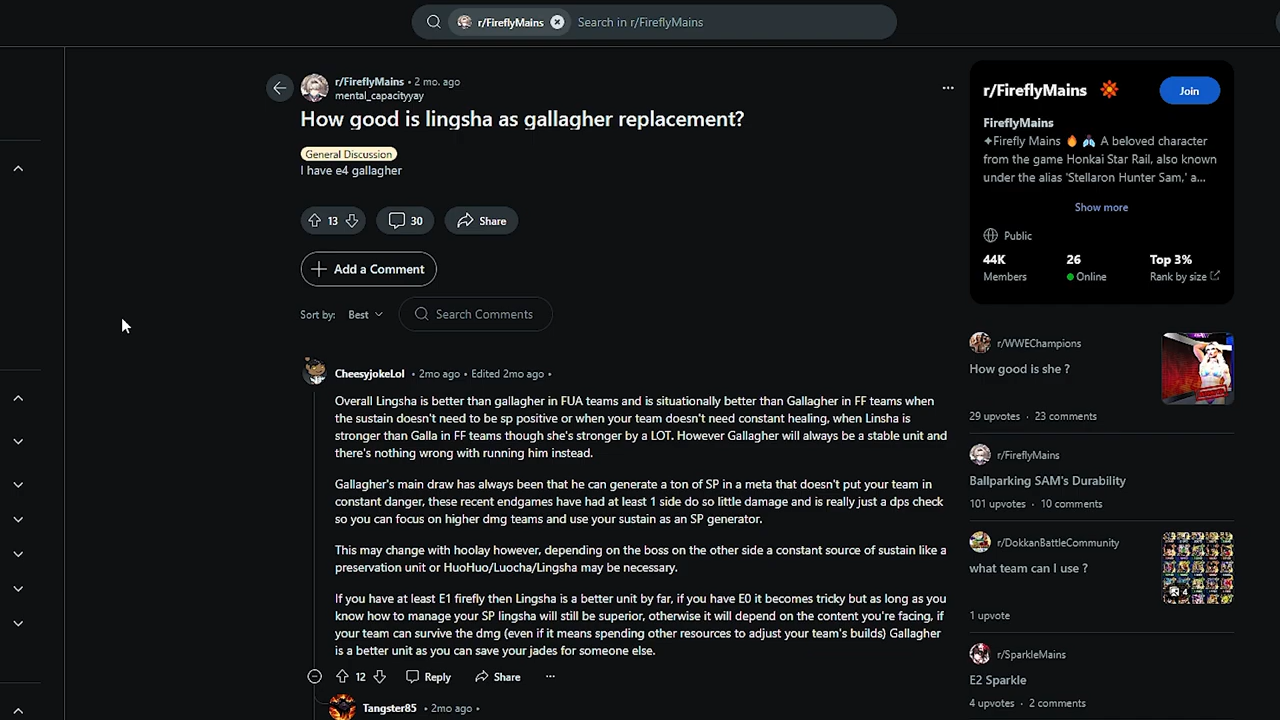 r/FireflyMains
Search in r/FireflyMains
r/FireflyMains • 2 mo. ago
mental_capacityyay
How good is lingsha as gallagher replacement?
General Discussion
I have e4 gallagher
13
30
Share
Add a Comment
Sort by: Best
Search Comments
CheesyjokeLol • 2mo ago • Edited 2mo ago •
Overall Lingsha is better than gallagher in FUA teams and is situationally better than Gallagher in FF teams when
the sustain doesn't need to be sp positive or when your team doesn't need constant healing, when Linsha is
stronger than Galla in FF teams though she's stronger by a LOT. However Gallagher will always be a stable unit and
there's nothing wrong with running him instead.
Gallagher's main draw has always been that he can generate a ton of SP in a meta that doesn't put your team in
constant danger, these recent endgames have had at least 1 side do so little damage and is really just a dps check
so you can focus on higher dmg teams and use your sustain as an SP generator.
This may change with hoolay however, depending on the boss on the other side a constant source of sustain like a
preservation unit or HuoHuo/Luocha/Lingsha may be necessary.
If you have at least E1 firefly then Lingsha is a better unit by far, if you have E0 it becomes tricky but as long as you
know how to manage your SP lingsha will still be superior, otherwise it will depend on the content you're facing, if
your team can survive the dmg (even if it means spending other resources to adjust your team's builds) Gallagher
is a better unit as you can save your jades for someone else.
12
Reply
Share
Tangster85 • 2mo ago •
r/FireflyMains
Join
FireflyMains
✦Firefly Mains A beloved character
from the game Honkai Star Rail, also known
under the alias 'Stellaron Hunter Sam,' a...
Show more
Public
44K
26
Top 3%
Members
Online
Rank by size
r/WWEChampions
How good is she ?
29 upvotes · 23 comments
r/FireflyMains
Ballparking SAM's Durability
101 upvotes · 10 comments
r/DokkanBattleCommunity
what team can I use ?
4
1 upvote
r/SparkleMains
E2 Sparkle
4 upvotes · 2 comments